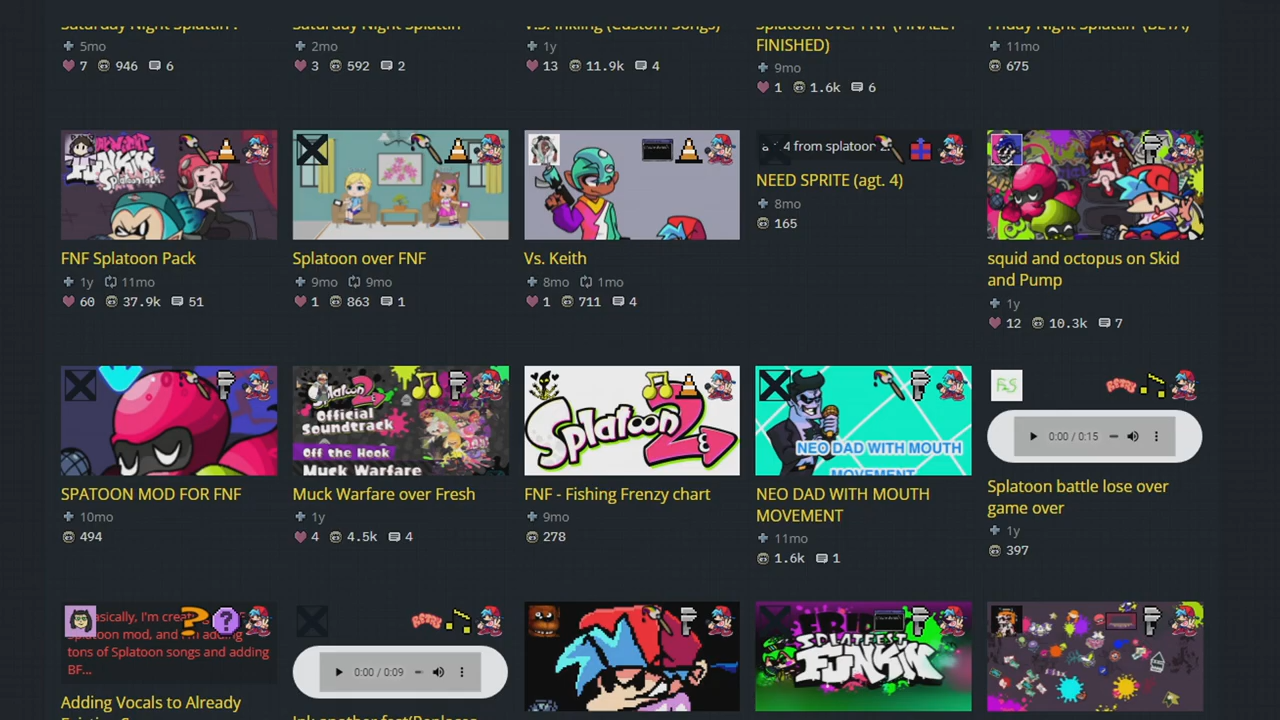 Saturday Night Splattin'!
Saturday Night Splattin'
V.S. Inkling (Custom Songs)
Splatoon over FNF (FINALLY
FINISHED)
Friday Night Splattin' (BETA)
5mo
7 946 6
2mo
3 592 2
1y
13 11.9k 4
9mo
1 1.6k 6
11mo
675
FUNKIN
Splatoon Pack
4 from splatoon
FNF Splatoon Pack
1y 11mo
60 37.9k 51
Splatoon over FNF
9mo 9mo
1 863 1
Vs. Keith
8mo 1mo
1 711 4
NEED SPRITE (agt. 4)
8mo
165
squid and octopus on Skid
and Pump
1y
12 10.3k 7
Splatoon 2
Official
Soundtrack
Off the Hook
Muck Warfare
Splatoon 2
NEO DAD WITH MOUTH
MOVEMENT
FS
0:00 / 0:15
SPATOON MOD FOR FNF
10mo
494
Muck Warfare over Fresh
1y
4 4.5k 4
FNF - Fishing Frenzy chart
9mo
278
NEO DAD WITH MOUTH
MOVEMENT
11mo
1.6k 1
Splatoon battle lose over
game over
1y
397
tons of Splatoon songs and adding
BF...
Adding Vocals to Already
0:00 / 0:09
SPLATFEST
FUNKIN